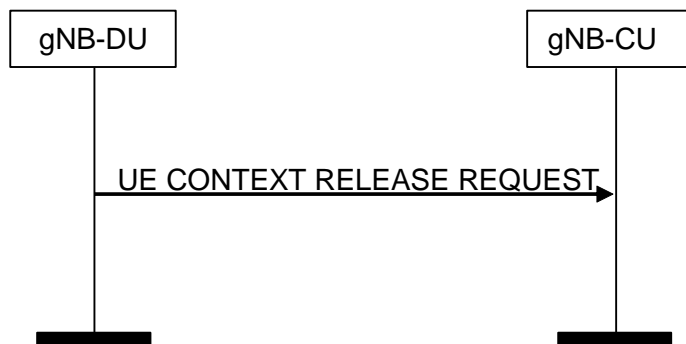 gNB-DU
gNB-CU
UE CONTEXT RELEASE REQUEST